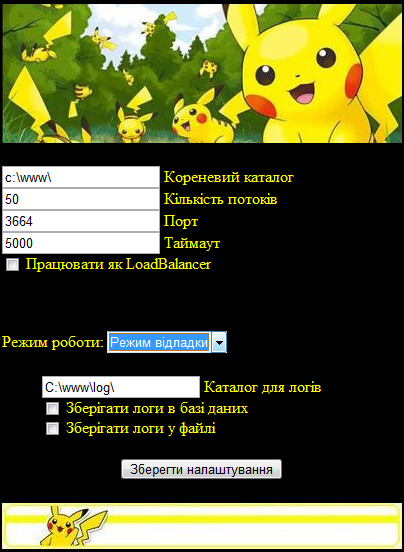 c:\www\ Кореневий каталог
50 Кількість потоків
3664 Порт
5000 Таймаут
Працювати як LoadBalancer
Режим роботи: Режим відладки
C:\www\log\ Каталог для логів
Зберігати логи в базі даних
Зберігати логи у файлі
Зберегти налаштування